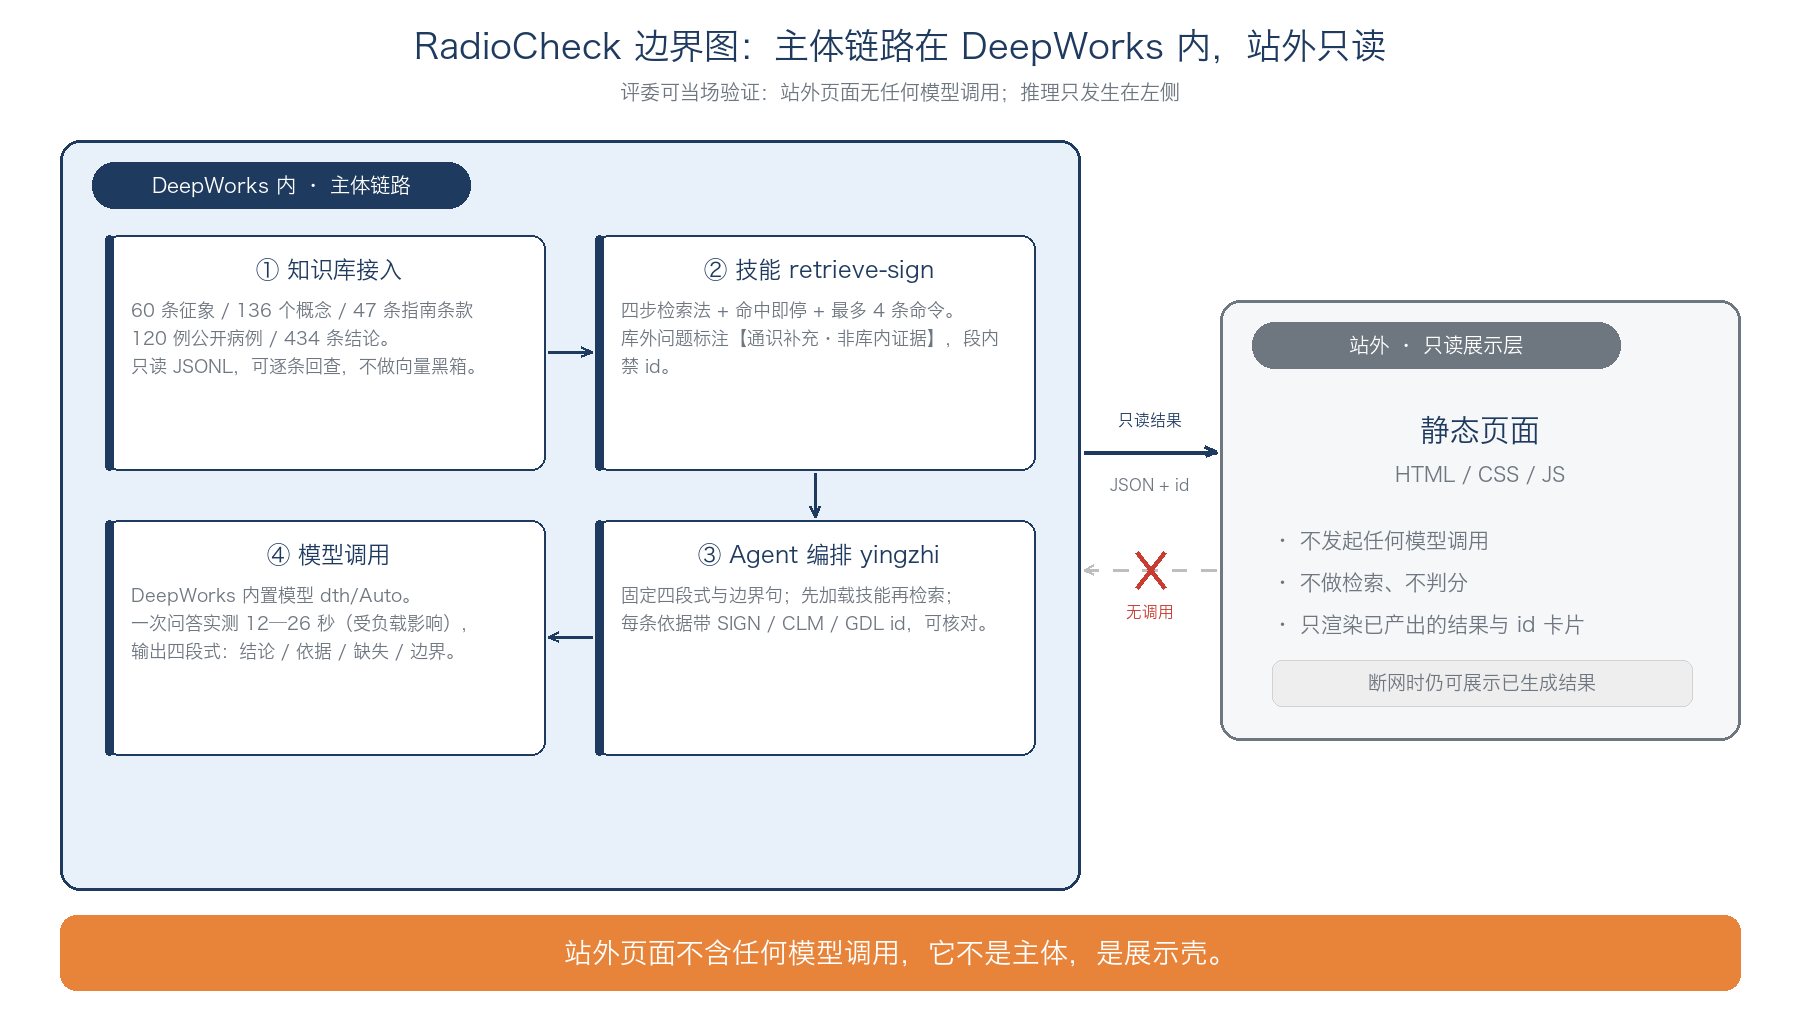 RadioCheck 边界图：主体链路在 DeepWorks 内，站外只读
评委可当场验证：站外页面无任何模型调用；推理只发生在左侧
DeepWorks 内 · 主体链路
① 知识库接入
60 条征象 / 136 个概念 / 47 条指南条款
120 例公开病例 / 434 条结论。
只读 JSONL，可逐条回查，不做向量黑箱。
② 技能 retrieve-sign
四步检索法 + 命中即停 + 最多 4 条命令。
库外问题标注【通识补充·非库内证据】，段内
禁 id。
④ 模型调用
DeepWorks 内置模型 dth/Auto。
一次问答实测 12—26 秒（受负载影响），
输出四段式：结论 / 依据 / 缺失 / 边界。
③ Agent 编排 yingzhi
固定四段式与边界句；先加载技能再检索；
每条依据带 SIGN / CLM / GDL id，可核对。
只读结果
JSON + id
无调用
站外 · 只读展示层
静态页面
HTML / CSS / JS
· 不发起任何模型调用
· 不做检索、不判分
· 只渲染已产出的结果与 id 卡片
断网时仍可展示已生成结果
站外页面不含任何模型调用，它不是主体，是展示壳。